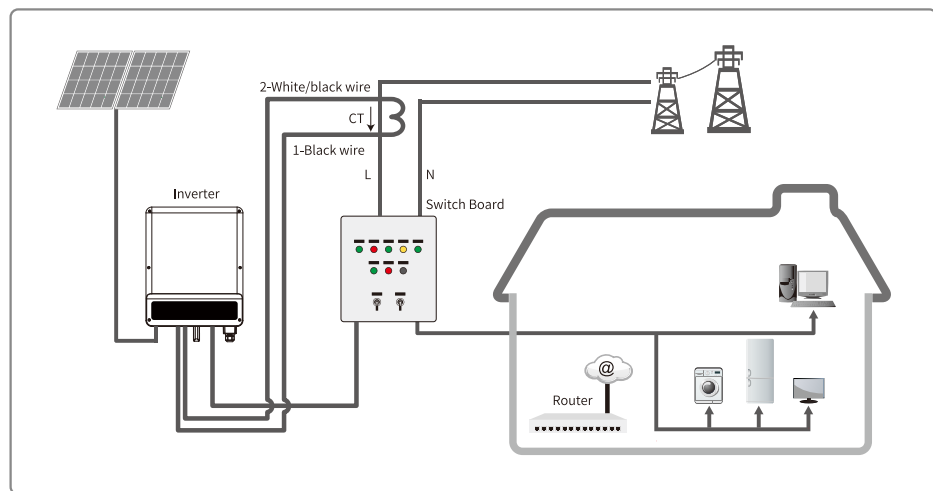 2-White/black wire
CT
1-Black wire
L
N
Inverter
Switch Board
@
Router